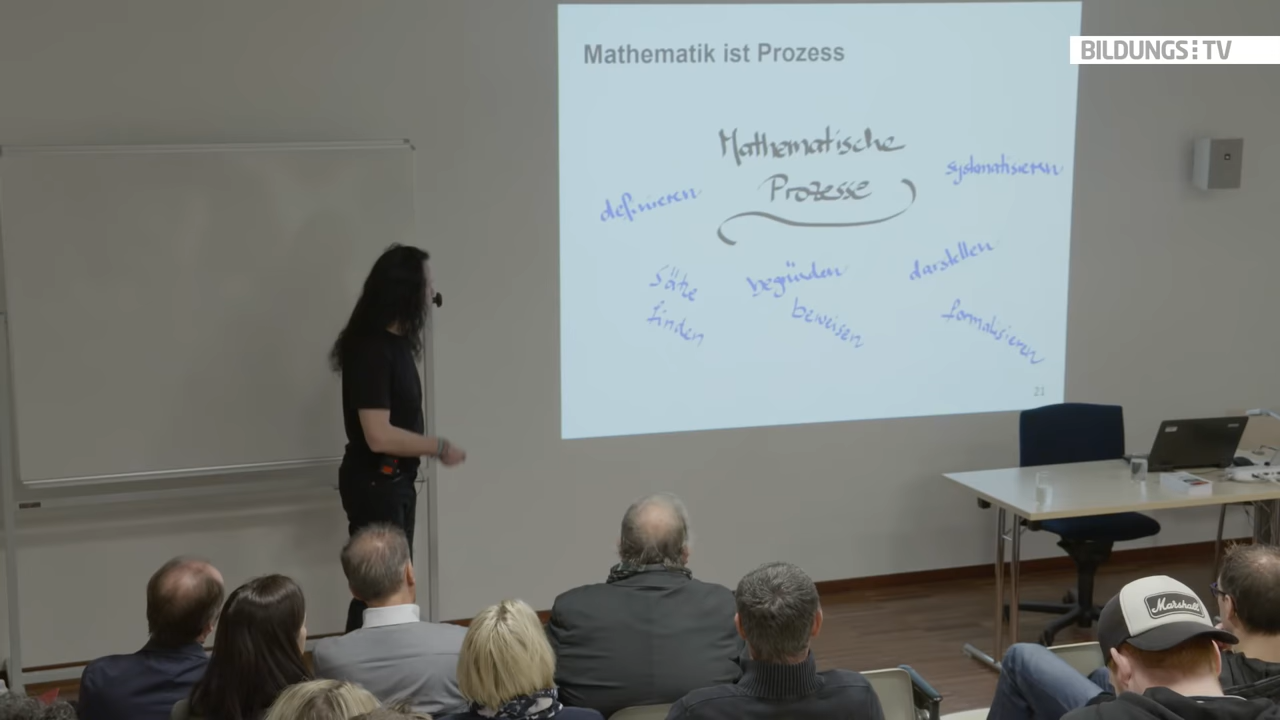 Mathematik ist Prozess
BILDUNGS:TV
Mathematische
Prozesse
systematisieren
definieren
Sätze
finden
begründen
beweisen
darstellen
formalisieren
21
Marshall